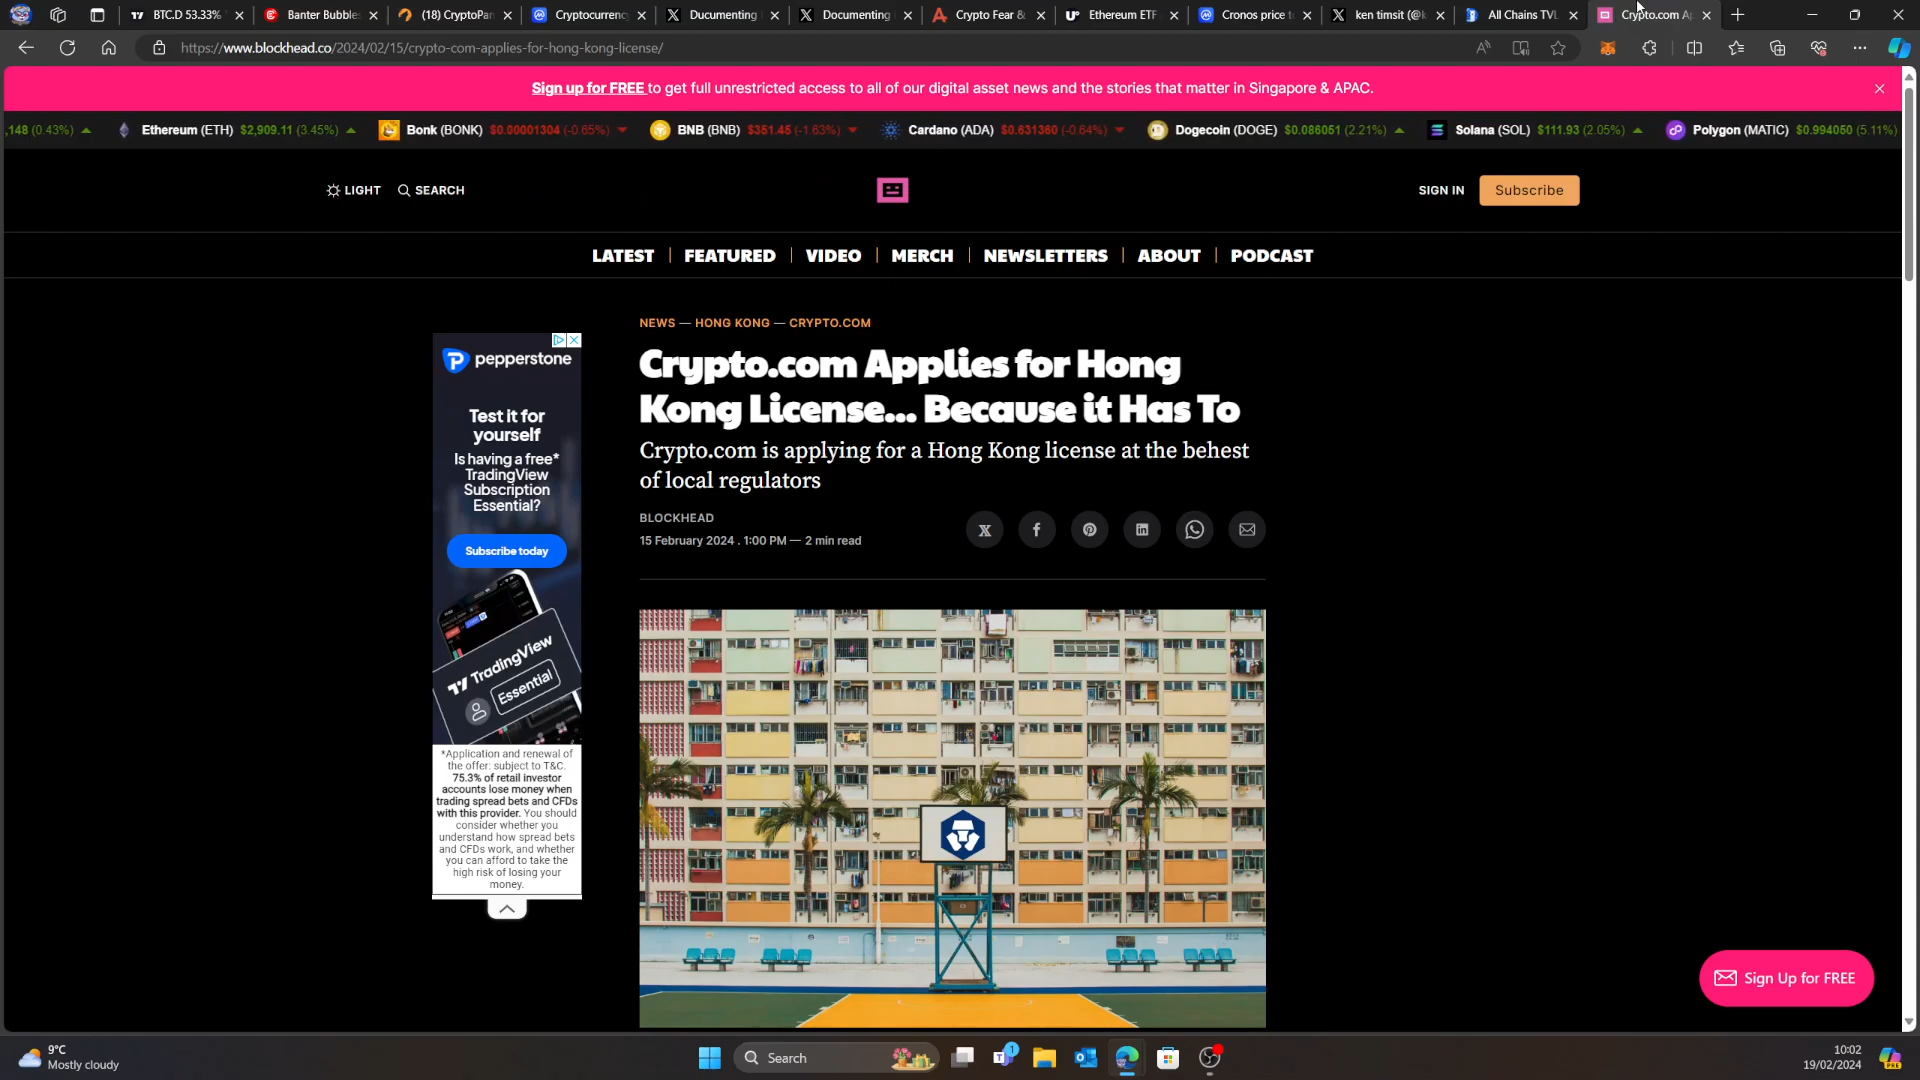 BTC.D 53.33%
Banter Bubble
(18) CryptoPan
Cryptocurrenc
Ducumenting
Documenting
Crypto Fear &
Ethereum ETF
Cronos price t
ken timsit (@k
All Chains TVL
Crypto.com Ap
https://www.blockhead.co/2024/02/15/crypto-com-applies-for-hong-kong-license/
Sign up for FREE to get full unrestricted access to all of our digital asset news and the stories that matter in Singapore & APAC.
,148 (0.43%) Ethereum (ETH) $2,909.11 (3.45%) Bonk (BONK) $0.00001304 (-0.65%) BNB (BNB) $351.45 (-1.63%) Cardano (ADA) $0.631360 (-0.64%) Dogecoin (DOGE) $0.086051 (2.21%) Solana (SOL) $111.93 (2.05%) Polygon (MATIC) $0.994050 (5.11%)
LIGHT SEARCH
SIGN IN Subscribe
LATEST FEATURED VIDEO MERCH NEWSLETTERS ABOUT PODCAST
NEWS — HONG KONG — CRYPTO.COM
Crypto.com Applies for Hong
Kong License... Because it Has To
Crypto.com is applying for a Hong Kong license at the behest
of local regulators
BLOCKHEAD
15 February 2024 . 1:00 PM — 2 min read
pepperstone
Test it for
yourself
Is having a free*
TradingView
Subscription
Essential?
Subscribe today
TradingView
Essential
*Application and renewal of
the offer: subject to T&C.
75.3% of retail investor
accounts lose money when
trading spread bets and CFDs
with this provider. You should
consider whether you
understand how spread bets
and CFDs work, and whether
you can afford to take the
high risk of losing your
money.
Sign Up for FREE
9°C
Mostly cloudy
Search
1
10:02
19/02/2024
PRE